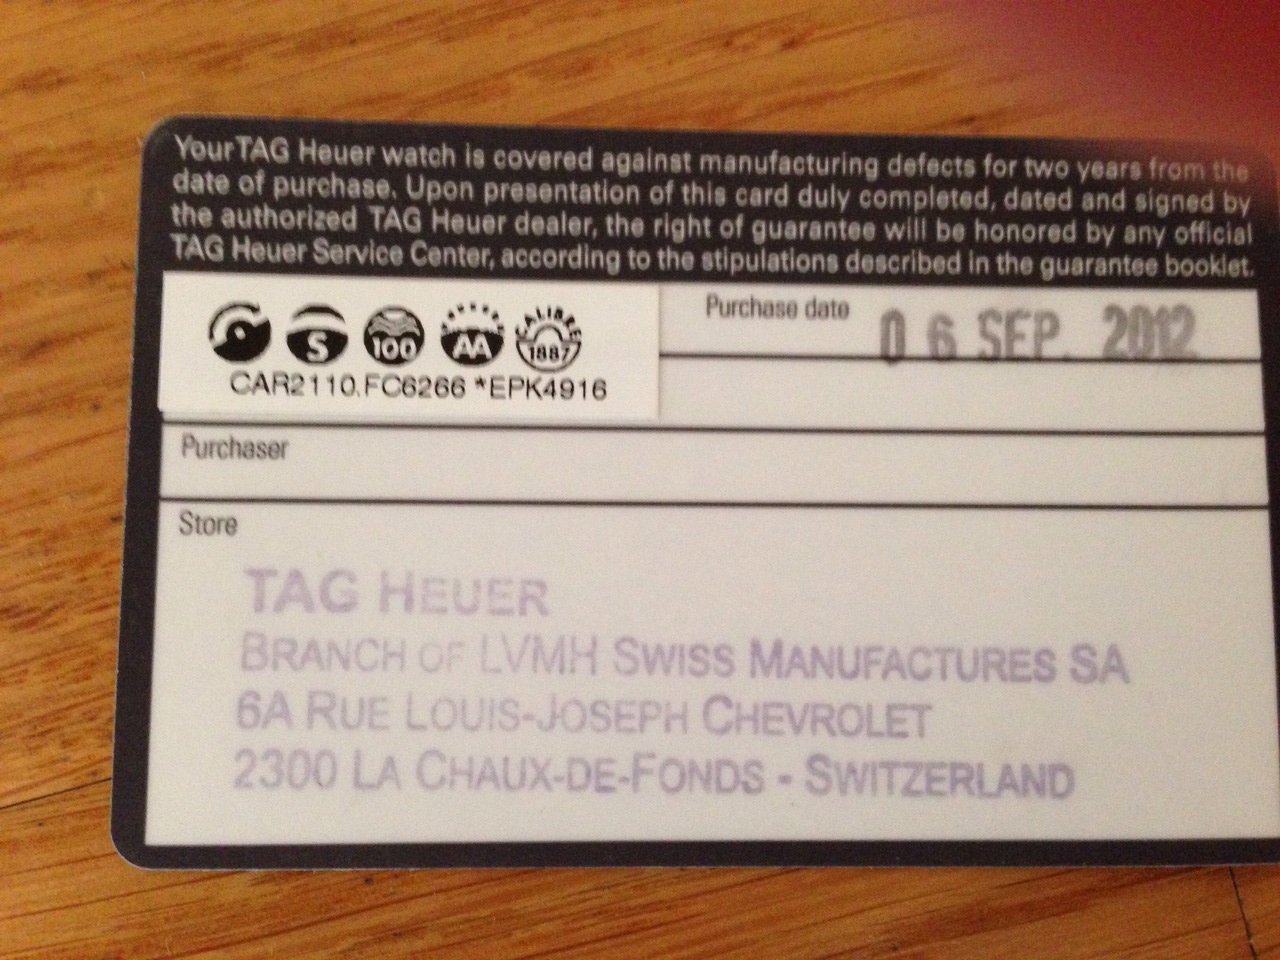 Your TAG Heuer watch is covered against manufacturing defects for two years from the
date of purchase. Upon presentation of this card duly completed, dated and signed by
the authorized TAG Heuer dealer, the right of guarantee will be honored by any official
TAG Heuer Service Center, according to the stipulations described in the guarantee booklet.
S 100 AA CALIBRE 1887
CAR2110.FC6266 *EPK4916
Purchase date 06 SEP. 2012
Purchaser
Store
TAG HEUER
BRANCH OF LVMH SWISS MANUFACTURES SA
6A RUE LOUIS-JOSEPH CHEVROLET
2300 LA CHAUX-DE-FONDS - SWITZERLAND